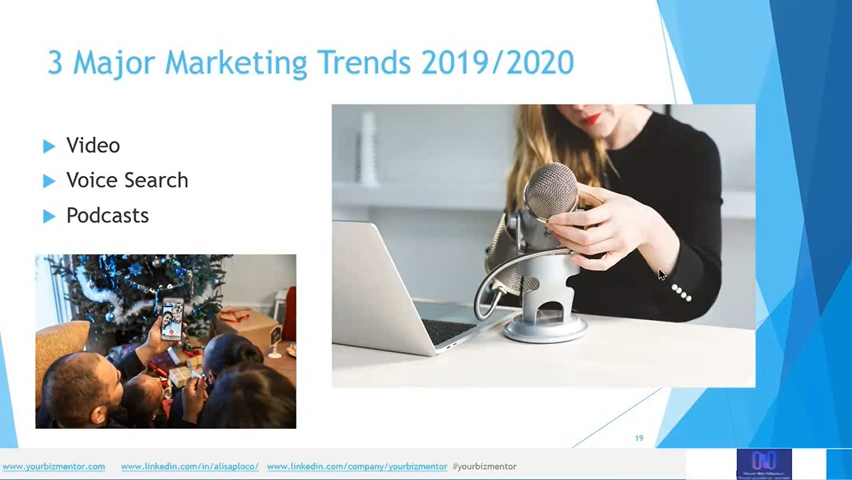 3 Major Marketing Trends 2019/2020
Video
Voice Search
Podcasts
19
www.yourbizmentor.com www.linkedin.com/in/alisaploco/ www.linkedin.com/company/yourbizmentor #yourbizmentor